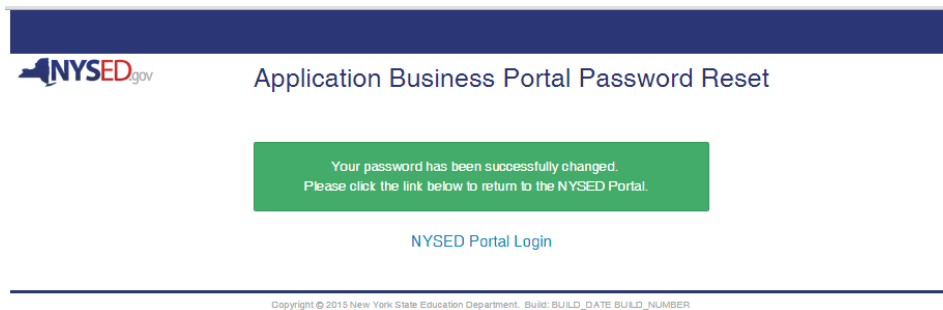 NYSED.gov
Application Business Portal Password Reset
Your password has been successfully changed.
Please click the link below to return to the NYSED Portal.
NYSED Portal Login
Copyright © 2015 New York State Education Department. Build: BUILD_DATE BUILD_NUMBER